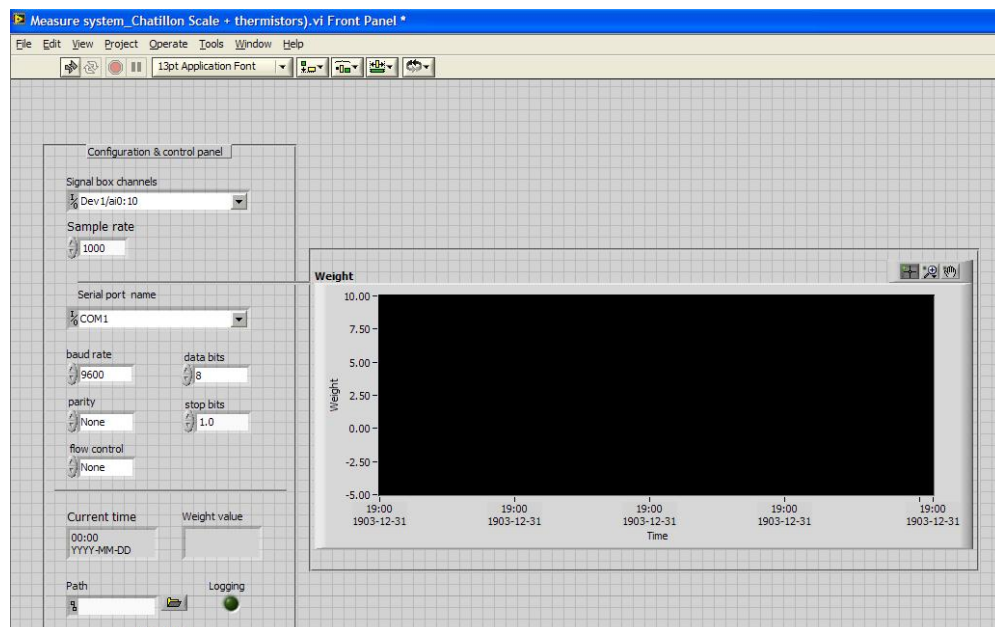 Measure system_Chatillon Scale + thermistors).vi Front Panel *
File Edit View Project Operate Tools Window Help
13pt Application Font
Configuration & control panel
Signal box channels
Dev1/ai0:10
Sample rate
1000
Serial port name
COM1
baud rate
data bits
9600
8
parity
stop bits
None
1.0
flow control
None
Current time
Weight value
00:00
YYYY-MM-DD
Path
Logging
Weight
10.00
7.50
5.00
2.50
0.00
-2.50
-5.00
Weight
19:00 19:00 19:00 19:00 19:00
1903-12-31 1903-12-31 1903-12-31 1903-12-31 1903-12-31
Time